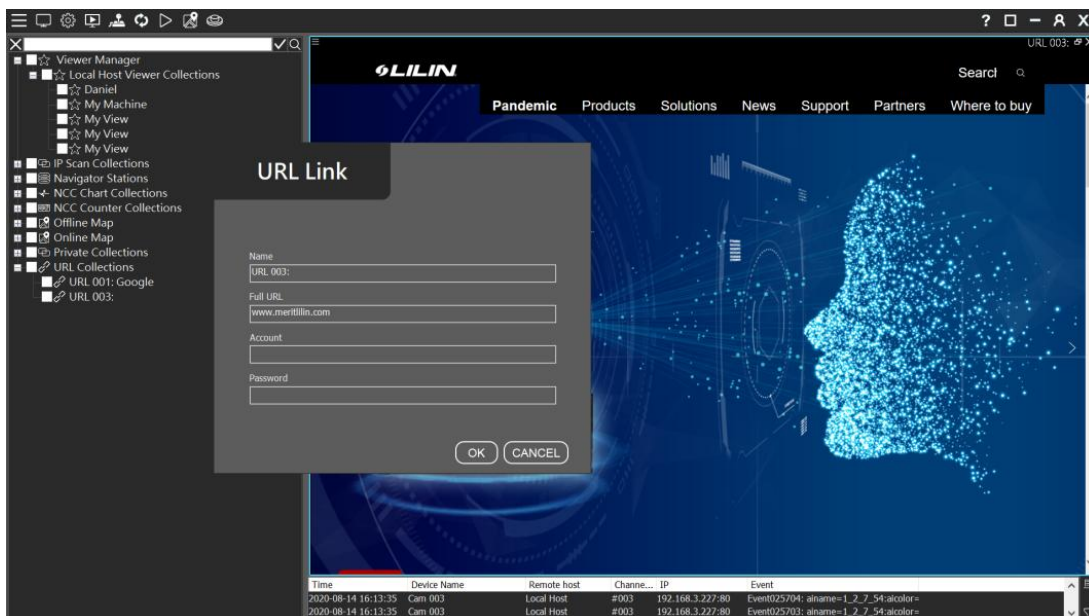 ? A X
URL 003:
Viewer Manager
Local Host Viewer Collections
Daniel
My Machine
My View
My View
My View
IP Scan Collections
Navigator Stations
NCC Chart Collections
NCC Counter Collections
Offline Map
Online Map
Private Collections
URL Collections
URL 001: Google
URL 003:
LILIN
Search
Pandemic Products Solutions News Support Partners Where to buy
URL Link
Name
URL 003:
Full URL
www.meritlilin.com
Account
Password
OK CANCEL
Time Device Name Remote host Channe... IP Event
2020-08-14 16:13:35 Cam 003 Local Host #003 192.168.3.227:80 Event025704: ainame=1_2_7_54:aicolor=
2020-08-14 16:13:35 Cam 003 Local Host #003 192.168.3.227:80 Event025703: ainame=1_2_7_54:aicolor=